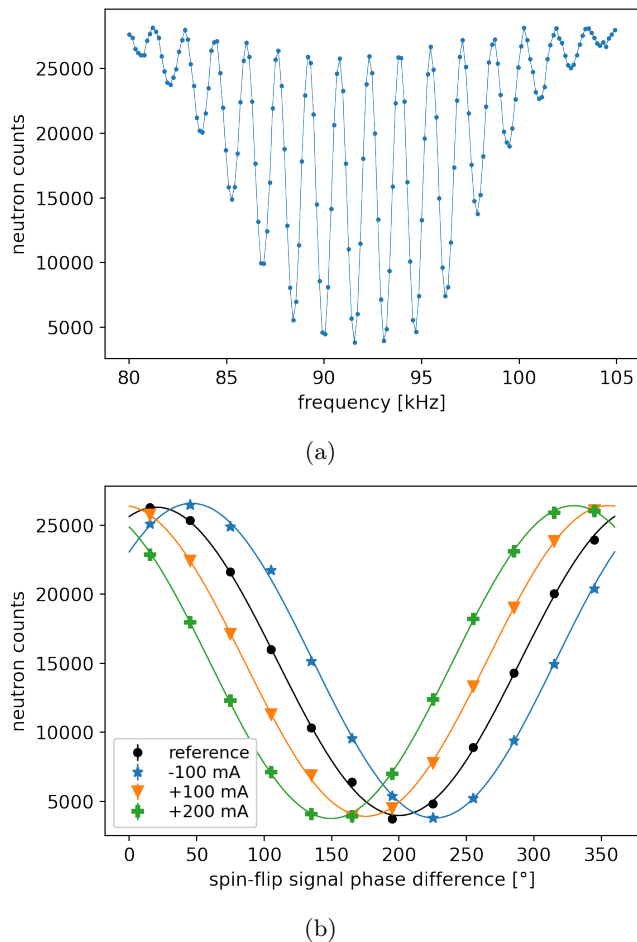 25000
20000
15000
10000
5000
neutron counts
80 85 90 95 100 105
frequency [kHz]
(a)
25000
20000
15000
10000
5000
neutron counts
reference
-100 mA
+100 mA
+200 mA
0 50 100 150 200 250 300 350
spin-flip signal phase difference [°]
(b)